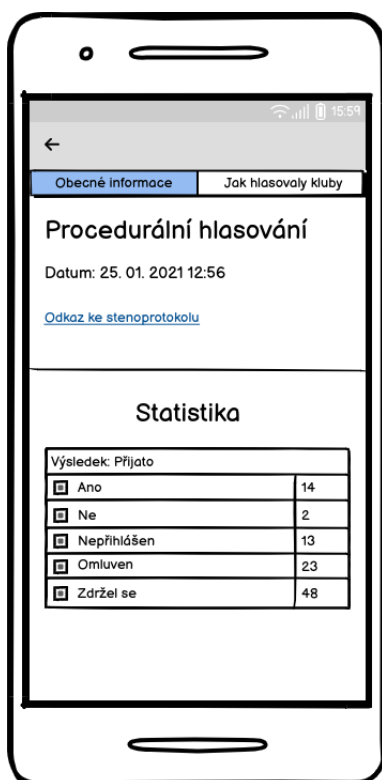 15:59
Obecné informace Jak hlasovaly kluby
Procedurální hlasování
Datum: 25. 01. 2021 12:56
Odkaz ke stenoprotokolu
Statistika
Výsledek: Přijato
Ano 14
Ne 2
Nepřihlášen 13
Omluven 23
Zdržel se 48